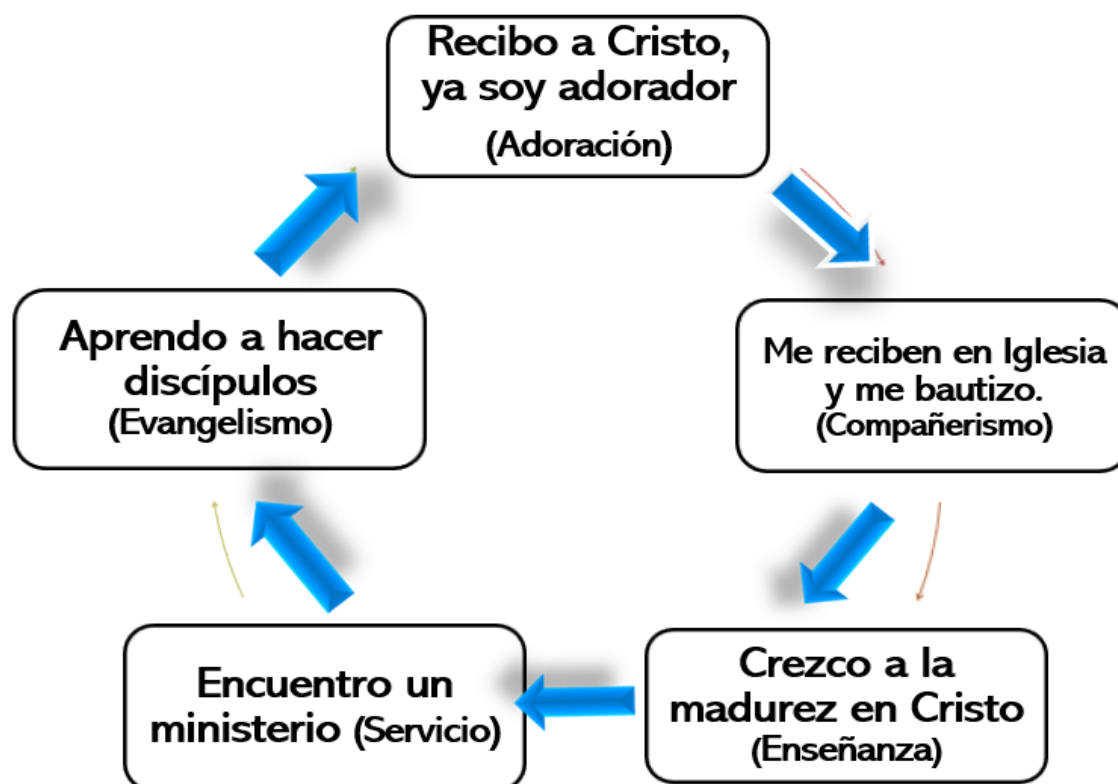 Recibo a Cristo,
ya soy adorador
(Adoración)
Me reciben en Iglesia
y me bautizo.
(Compañerismo)
Crezco a la
madurez en Cristo
(Enseñanza)
Encuentro un
ministerio (Servicio)
Aprendo a hacer
discípulos
(Evangelismo)